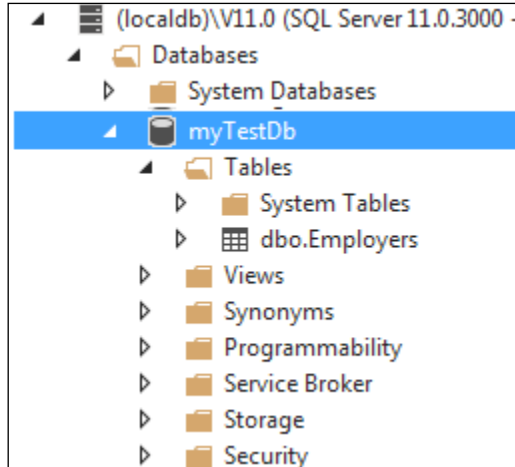 (localdb)\V11.0 (SQL Server 11.0.3000 -
Databases
System Databases
myTestDb
Tables
System Tables
dbo.Employers
Views
Synonyms
Programmability
Service Broker
Storage
Security